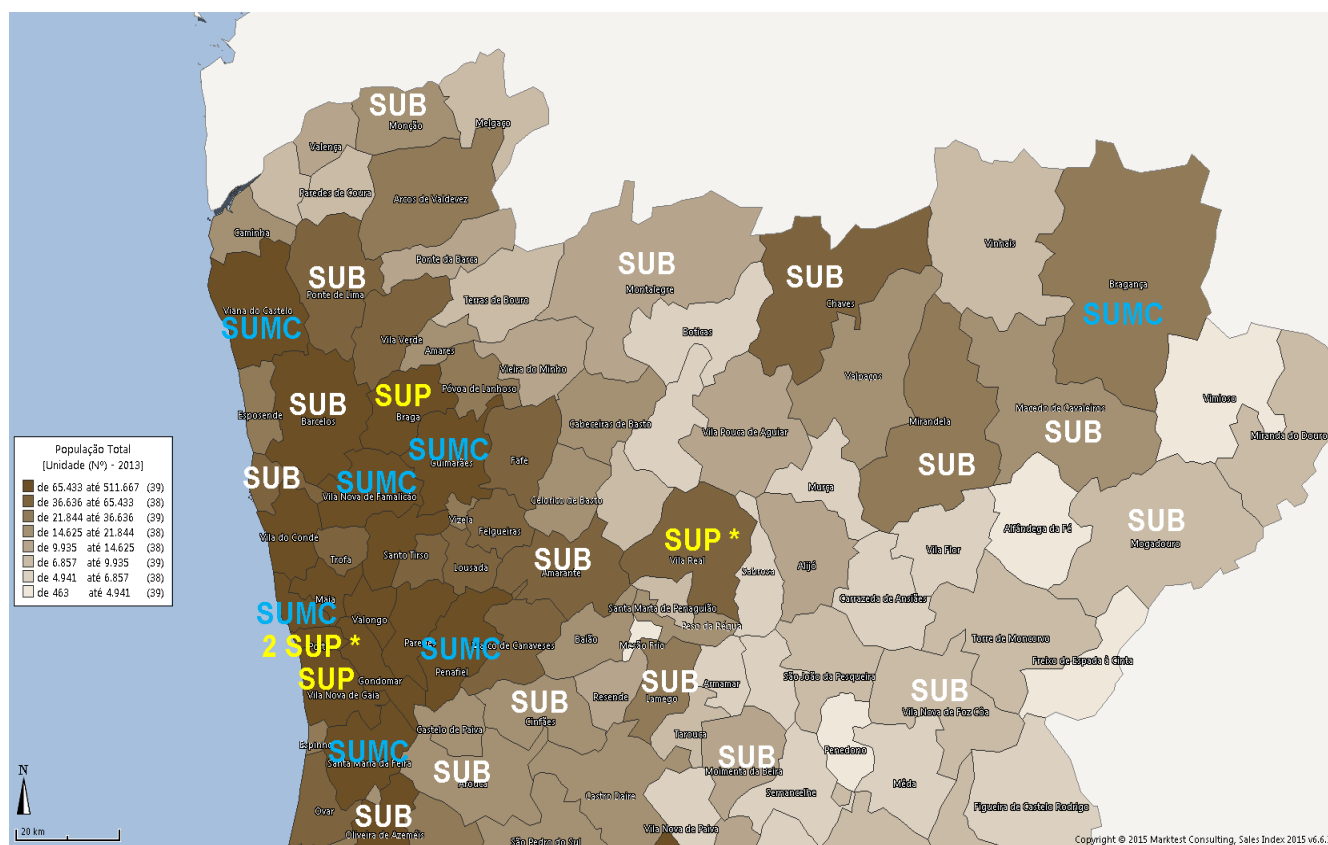 SUB
Monção
Melgaço
Valença
Paredes de Coura
Arcos de Valdevez
Caminha
Ponte da Barca
SUB
Ponte de Lima
SUB
Montalegre
SUB
Chaves
Vinhais
Bragança
SUMC
Viana do Castelo
SUMC
Terras de Bouro
Boticas
Vila Verde
Amares
Vieira do Minho
Valpaços
Póvoa de Lanhoso
SUP
Braga
SUB
Barcelos
Esposende
Cabeceiras de Basto
Vila Pouca de Aguiar
Mirandela
SUB
Macedo de Cavaleiros
SUB
Vimioso
Miranda do Douro
SUMC
Guimarães
Fafe
SUMC
Vila Nova de Famalicão
SUB
Celorico de Basto
Murça
Vila do Conde
Vizela
Felgueiras
Trofa
Santo Tirso
Lousada
SUB
Amarante
SUP *
Vila Real
Sabrosa
Alijó
Vila Flor
Alfândega da Fé
SUB
Mogadouro
Carrazeda de Ansiães
Maia
SUMC
Valongo
2 SUP *
Porto
Paredes
SUMC
Penafiel
Marco de Canaveses
Baião
Santa Marta de Penaguião
Peso da Régua
Mesão Frio
Torre de Moncorvo
Freixo de Espada à Cinta
SUP
Gondomar
Vila Nova de Gaia
Castelo de Paiva
SUB
Cinfães
Resende
SUB
Lamego
Armamar
São João da Pesqueira
SUB
Vila Nova de Foz Côa
Tarouca
Espinho
SUMC
Santa Maria da Feira
SUB
Arouca
SUB
Moimenta da Beira
Penedono
Sernancelhe
Mêda
Figueira de Castelo Rodrigo
Castro Daire
Ovar
SUB
Oliveira de Azeméis
São Pedro do Sul
Vila Nova de Paiva
População Total
[Unidade (Nº) - 2013]
de 65.433 até 511.667 (39)
de 36.636 até 65.433 (38)
de 21.844 até 36.636 (39)
de 14.625 até 21.844 (38)
de 9.935 até 14.625 (38)
de 6.857 até 9.935 (39)
de 4.941 até 6.857 (38)
de 463 até 4.941 (39)
N
20 km
Copyright © 2015 Marktest Consulting, Sales Index 2015 v6.6.